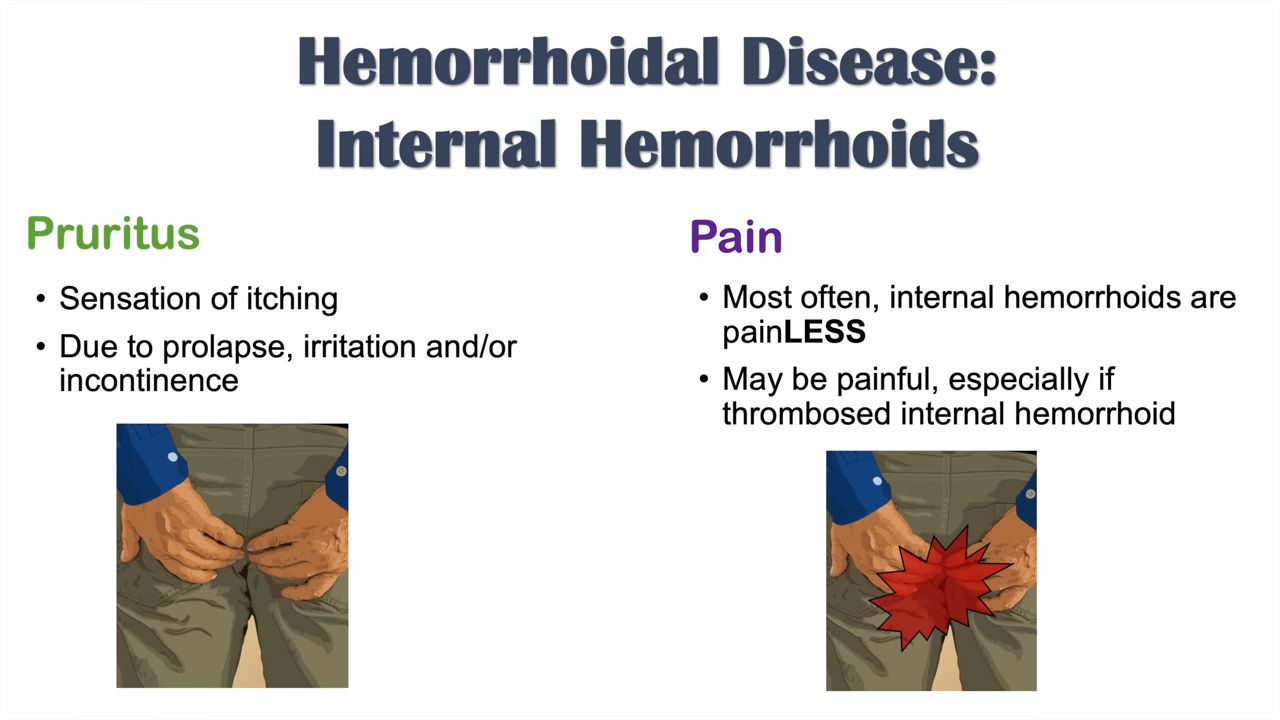 Hemorrhoidal Disease:
Internal Hemorrhoids
Pruritus
• Sensation of itching
• Due to prolapse, irritation and/or
incontinence
Pain
• Most often, internal hemorrhoids are
painLESS
• May be painful, especially if
thrombosed internal hemorrhoid